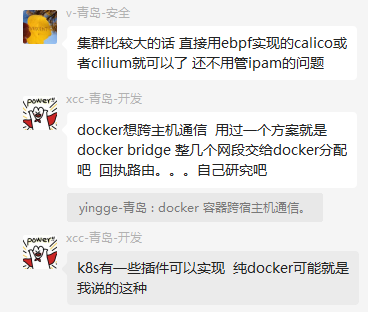 v-青岛-安全
集群比较大的话 直接用ebpf实现的calico或
者cilium就可以了 还不用管ipam的问题
xcc-青岛-开发
docker想跨主机通信 用过一个方案就是
docker bridge 整几个网段交给docker分配
吧 回执路由。。。自己研究吧
yingge-青岛 : docker 容器跨宿主机通信。
xcc-青岛-开发
k8s有一些插件可以实现 纯docker可能就是
我说的这种